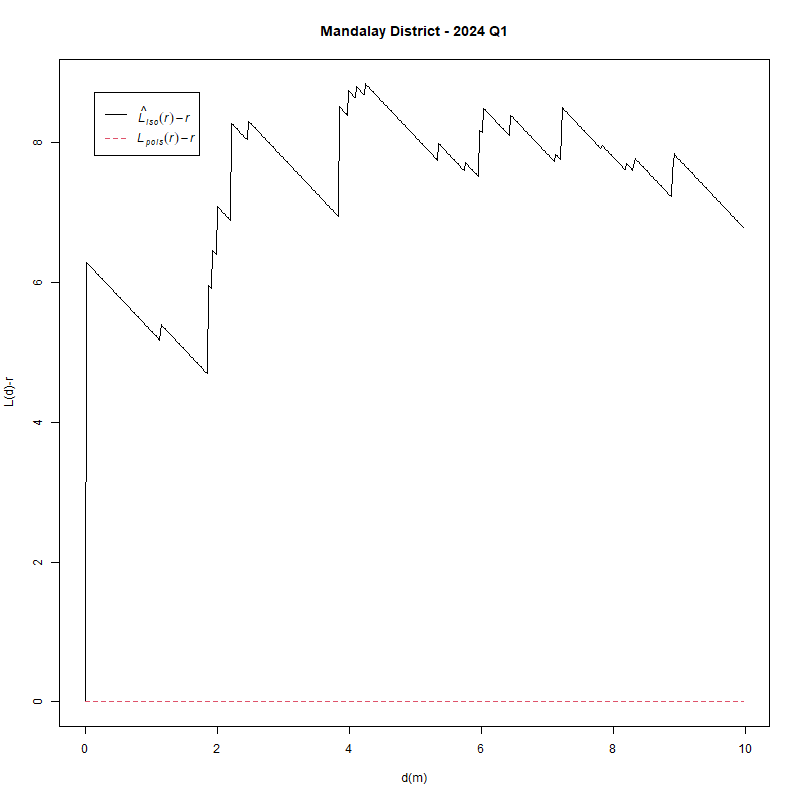 Mandalay District - 2024 Q1
L̂iso(r)−r
Lpois(r)−r
L(d)-r
8
6
4
2
0
0 2 4 6 8 10
d(m)